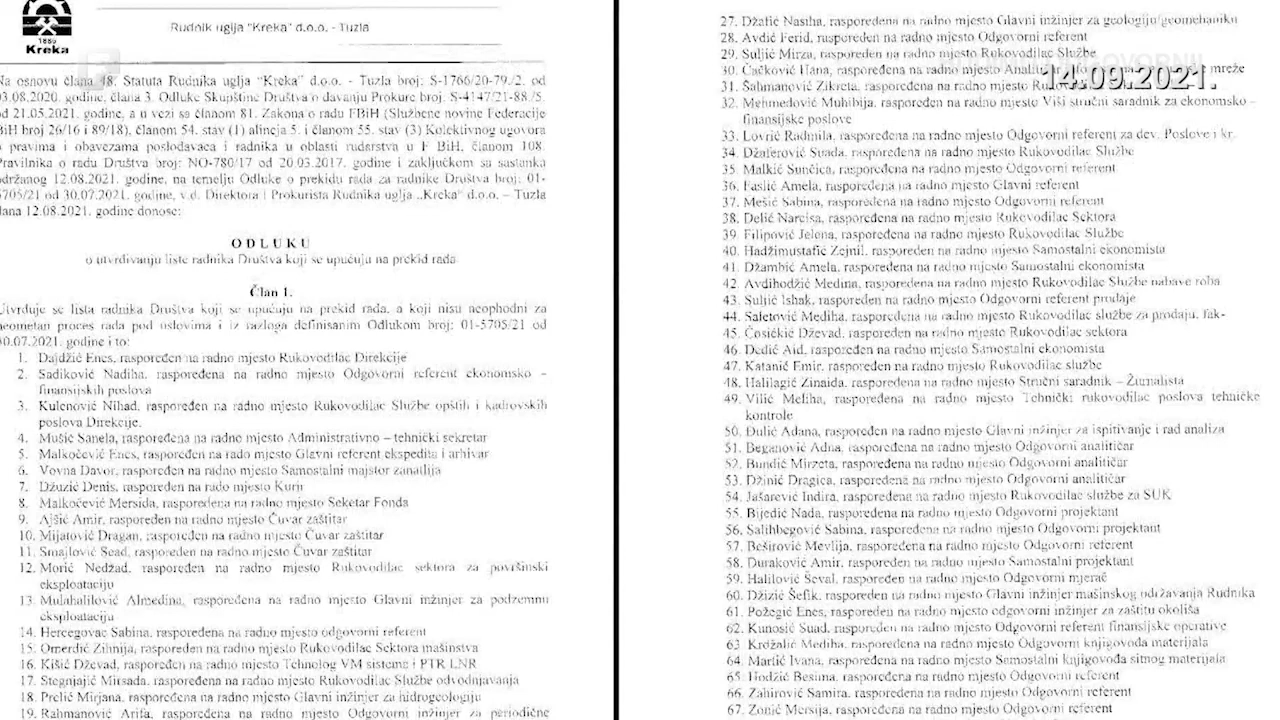 1886
Kreka
Rudnik uglja "Kreka" d.o.o. - Tuzla
Na osnovu člana 48. Statuta Rudnika uglja "Kreka" d.o.o. - Tuzla broj: S-1766/20-79./2. od
03.08.2020. godine, člana 3. Odluke Skupštine Društva o davanju Prokure broj. S-4147/21-88./5.
od 21.05.2021. godine, a u vezi sa članom 81. Zakona o radu FBiH (Službene novine Federacije
BiH broj 26/16 i 89/18), članom 54. stav (1) alineja 5. i članom 55. stav (3) Kolektivnog ugovora
o pravima i obavezama poslodavaca i radnika u oblasti rudarstva u F BiH, članom 108.
Pravilnika o radu Društva broj: NO-780/17 od 20.03.2017. godine i zaključkom sa sastanka
održanog 12.08.2021. godine, na temelju Odluke o prekidu rada za radnike Društva broj: 01-
5705/21 od 30.07.2021. godine, v.d. Direktora i Prokurista Rudnika uglja „Kreka" d.o.o. – Tuzla
dana 12.08.2021. godine donose:
O D L U K U
o utvrđivanju liste radnika Društva koji se upućuju na prekid rada
Član 1.
Utvrđuje se lista radnika Društva koji se upućuju na prekid rada, a koji nisu neophodni za
neometan proces rada pod uslovima i iz razloga definisanim Odlukom broj: 01-5705/21 od
30.07.2021. godine i to:
1. Dajdžić Enes, raspoređen na radno mjesto Rukovodilac Direkcije
2. Sadiković Nadiha, raspoređena na radno mjesto Odgovorni referent ekonomsko –
finansijskih poslova
3. Kulenović Nihad, raspoređen na radno mjesto Rukovodilac Službe opštih i kadrovskih
poslova Direkcije.
4. Mušić Sanela, raspoređena na radno mjesto Administrativno – tehnički sekretar
5. Malkočević Enes, raspoređen na rado mjesto Glavni referent ekspedita i arhivar
6. Vovna Davor, raspoređen na radno mjesto Samostalni majstor zanatlija
7. Džuzić Denis, raspoređen na rado mjesto Kurir
8. Malkočević Mersida, raspoređena na radno mjesto Seketar Fonda
9. Ajšić Amir, raspoređen na radno mjesto Čuvar zaštitar
10. Mijatović Dragan, raspoređen na radno mjesto Čuvar zaštitar
11. Smajlović Sead, raspoređen na radno mjesto Čuvar zaštitar
12. Morić Nedžad, raspoređen na radno mjesto Rukovodilac sektora za površinski
eksploataciju
13. Mulahalilović Almedina, raspoređena na radno mjesto Glavni inžinjer za podzemnu
eksploataciju
14. Hercegovac Sabina, raspoređena na radno mjesto odgovorni referent
15. Omerdić Zihnija, raspoređen na radno mjesto Rukovodilac Sektora mašinstva
16. Kišić Dževad, raspoređen na radno mjesto Tehnolog VM sistema i PTR LNR
17. Stegnjajić Mirsada, raspoređena na radno mjesto Rukovodilac Službe odvodnjavanja
18. Prelić Mirjana, raspoređena na radno mjesto Glavni inžinjer za hidrogeologiju
19. Rahmanović Arifa, raspoređena na radno mjesto Odgovorni inžinjer za periodične
27. Džafić Nasiha, raspoređena na radno mjesto Glavni inžinjer za geologiju/geomehaniku
28. Avdić Ferid, raspoređen na radno mjesto Odgovorni referent
29. Suljić Mirza, raspoređen na radno mjesto Rukovodilac Službe
30. Čačković Hana, raspoređena na radno mjesto Analitičar mreže
14.09.2021.
31. Salimanović Zikreta, raspoređena na radno mjesto
32. Mehmedović Muhibija, raspoređena na radno mjesto Viši stručni saradnik za ekonomsko –
finansijske poslove
33. Lovrić Radmila, raspoređena na radno mjesto Odgovorni referent za dev. Poslove i kr.
34. Džaferović Suada, raspoređena na radno mjesto Rukovodilac Službe
35. Malkić Sunčica, raspoređena na radno mjesto Odgovorni referent
36. Faslić Amela, raspoređena na radno mjesto Glavni referent
37. Mešić Sabina, raspoređena na radno mjesto Odgovorni referent
38. Delić Narcisa, raspoređena na radno mjesto Rukovodilac Sektora
39. Filipović Jelena, raspoređena na radno mjesto Rukovodilac Službe
40. Hadžimustafić Zejnil, raspoređen na radno mjesto Samostalni ekonomista
41. Džambić Amela, raspoređena na radno mjesto Samostalni ekonomista
42. Avdihodžić Medina, raspoređena na radno mjesto Rukovodilac Službe nabave roba
43. Suljić Ishak, raspoređen na radno mjesto Odgovorni referent prodaje
44. Saletović Mediha, raspoređena na radno mjesto Rukovodilac službe za prodaju, fak-
45. Ćosičkić Dževad, raspoređen na radno mjesto Rukovodilac sektora
46. Dedić Aid, raspoređen na radno mjesto Samostalni ekonomista
47. Katanić Emir, raspoređen na radno mjesto Rukovodilac službe
48. Halilagić Zinaida, raspoređena na radno mjesto Stručni saradnik – Žurnalista
49. Vilić Meliha, raspoređena na radno mjesto Tehnički rukovodilac poslova tehničke
kontrole
50. Dulić Adana, raspoređena na radno mjesto Glavni inžinjer za ispitivanje i rad analiza
51. Beganović Adna, raspoređena na radno mjesto Odgovorni analitičar
52. Bundić Mirzeta, raspoređena na radno mjesto Odgovorni analitičar
53. Džinić Dragica, raspoređena na radno mjesto Odgovorni analitičar
54. Jašarević Indira, raspoređena na radno mjesto Rukovodilac službe za SUK
55. Bijedić Nada, raspoređena na radno mjesto Odgovorni projektant
56. Salihbegović Sabina, raspoređena na radno mjesto Odgovorni projektant
57. Beširović Mevlija, raspoređena na radno mjesto Odgovorni referent
58. Duraković Amir, raspoređen na radno mjesto Samostalni projektant
59. Halilović Ševal, raspoređen na radno mjesto Odgovorni mjerač
60. Džizić Šefik, raspoređen na radno mjesto Glavni inžinjer mašinskog održavanja Rudnika
61. Požegić Enes, raspoređen na radno mjesto odgovorni inžinjer za zaštitu okoliša
62. Kunosić Suad, raspoređen na radno mjesto Odgovorni referent finansijske operative
63. Krdžalić Mediha, raspoređena na radno mjesto Odgovorni knjigovođa materijala
64. Martić Ivana, raspoređena na radno mjesto Samostalni knjigovođa sitnog materijala
65. Hodžić Besima, raspoređena na radno mjesto Odgovorni referent
66. Zahirović Samira, raspoređena na radno mjesto Odgovorni referent
67. Zonić Mersija, raspoređena na radno mjesto Odgovorni referent